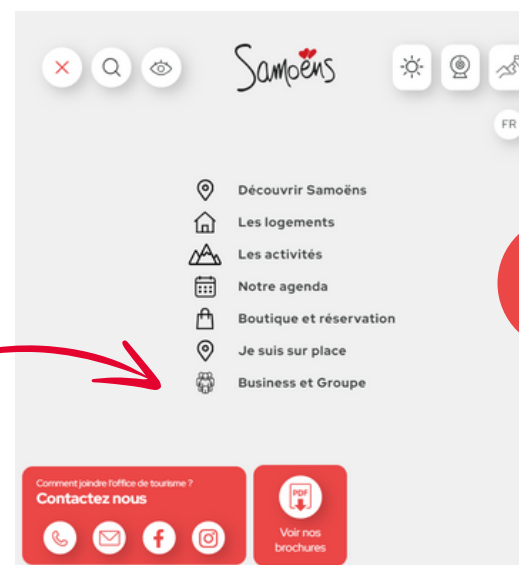 Samoëns
FR
Découvrir Samoëns
Les logements
Les activités
Notre agenda
Boutique et réservation
Je suis sur place
Business et Groupe
Comment joindre l'office de tourisme ?
Contactez nous
PDF
Voir nos
brochures